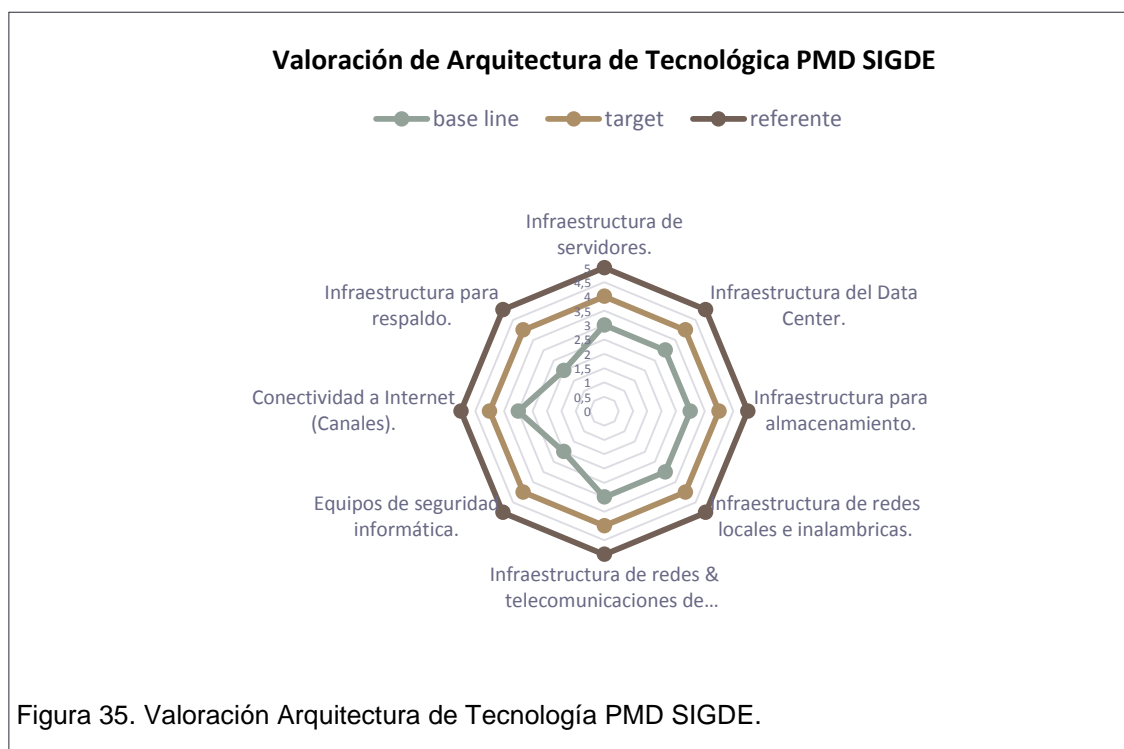 Valoración de Arquitectura de Tecnológica PMD SIGDE
base line
target
referente
Infraestructura de
servidores.
Infraestructura del Data
Center.
Infraestructura para
almacenamiento.
Infraestructura de redes
locales e inalambricas.
Infraestructura de redes &
telecomunicaciones de…
Equipos de seguridad
informática.
Conectividad a Internet
(Canales).
Infraestructura para
respaldo.
5
4,5
4
3,5
3
2,5
2
1,5
1
0,5
0
Figura 35. Valoración Arquitectura de Tecnología PMD SIGDE.